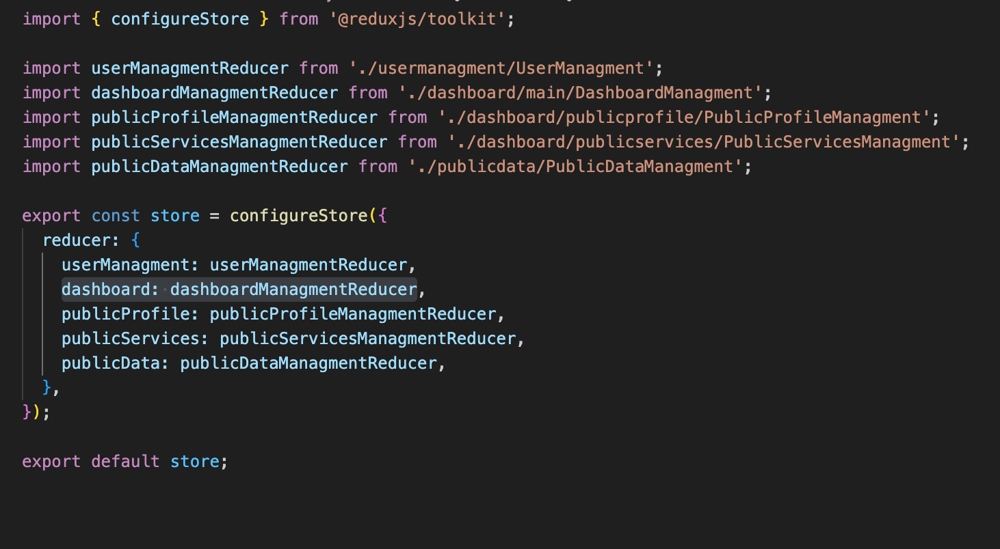 import { configureStore } from '@reduxjs/toolkit';
import userManagmentReducer from './usermanagment/UserManagment';
import dashboardManagmentReducer from './dashboard/main/DashboardManagment';
import publicProfileManagmentReducer from './dashboard/publicprofile/PublicProfileManagment';
import publicServicesManagmentReducer from './dashboard/publicservices/PublicServicesManagment';
import publicDataManagmentReducer from './publicdata/PublicDataManagment';
export const store = configureStore({
  reducer: {
    userManagment: userManagmentReducer,
    dashboard: dashboardManagmentReducer,
    publicProfile: publicProfileManagmentReducer,
    publicServices: publicServicesManagmentReducer,
    publicData: publicDataManagmentReducer,
  },
});
export default store;